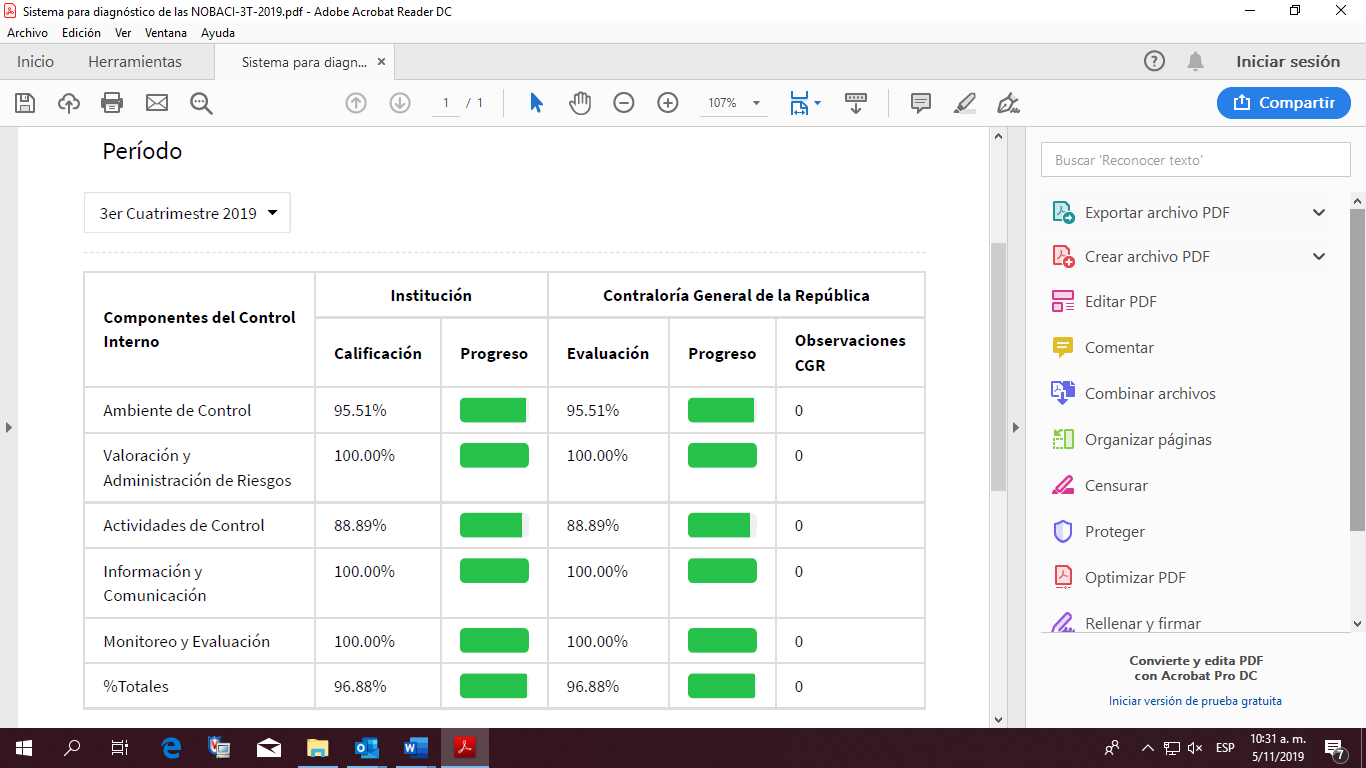 Sistema para diagnóstico de las NOBACI-3T-2019.pdf - Adobe Acrobat Reader DC
Archivo Edición Ver Ventana Ayuda
Inicio Herramientas Sistema para diagn... × ? Iniciar sesión
1 / 1 107% Compartir
Período
3er Cuatrimestre 2019
Componentes del Control
Interno
Institución Contraloría General de la República
Calificación Progreso Evaluación Progreso Observaciones
CGR
Ambiente de Control 95.51% 95.51% 0
Valoración y
Administración de Riesgos 100.00% 100.00% 0
Actividades de Control 88.89% 88.89% 0
Información y
Comunicación 100.00% 100.00% 0
Monitoreo y Evaluación 100.00% 100.00% 0
%Totales 96.88% 96.88% 0
Buscar 'Reconocer texto'
Exportar archivo PDF
Crear archivo PDF
Editar PDF
Comentar
Combinar archivos
Organizar páginas
Censurar
Proteger
Optimizar PDF
Rellenar y firmar
Convierte y edita PDF
con Acrobat Pro DC
Iniciar versión de prueba gratuita
ESP
10:31 a. m.
5/11/2019
7